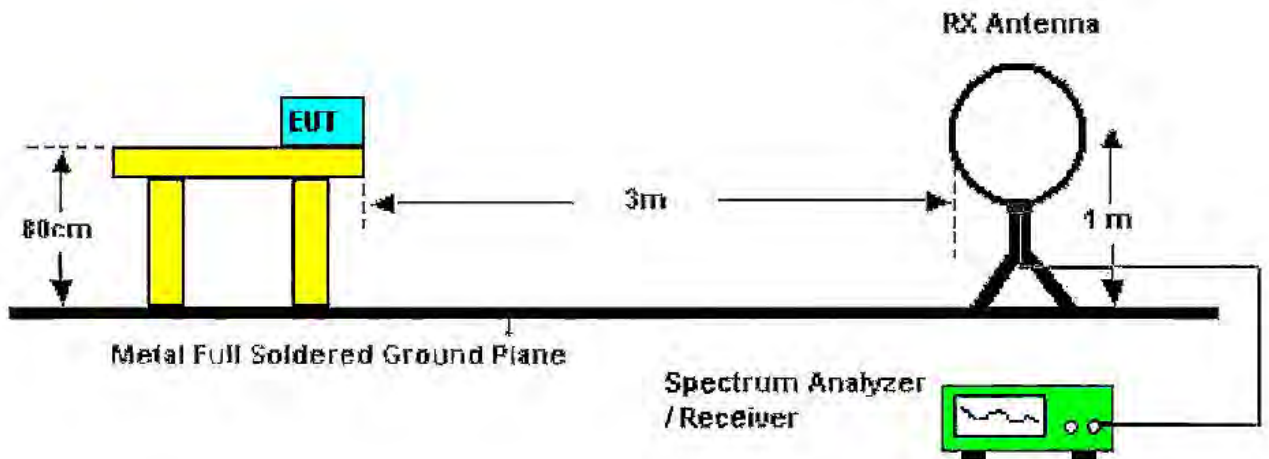 RX Antenna
EUT
80cm
3m
1 m
Metal Full Soldered Ground Plane
Spectrum Analyzer
/ Receiver